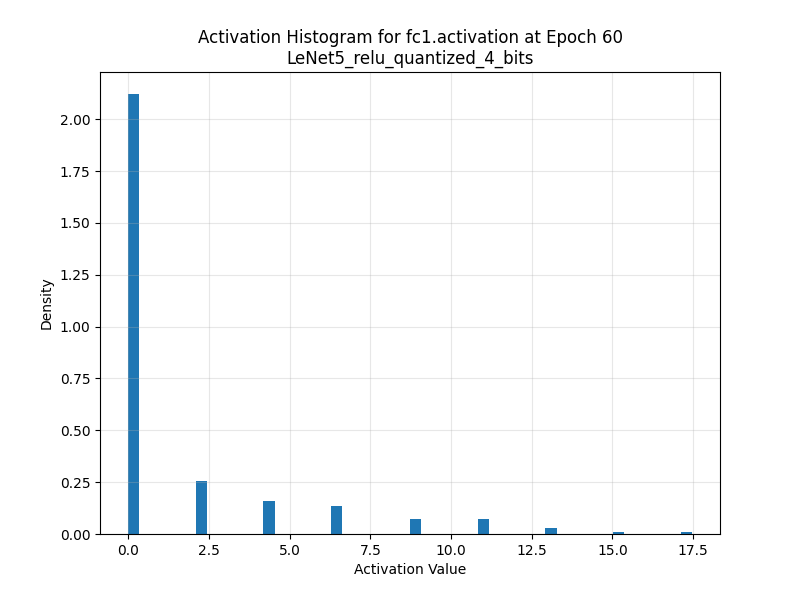 Activation Histogram for fc1.activation at Epoch 60
LeNet5_relu_quantized_4_bits
Density
2.00
1.75
1.50
1.25
1.00
0.75
0.50
0.25
0.00
0.0 2.5 5.0 7.5 10.0 12.5 15.0 17.5
Activation Value